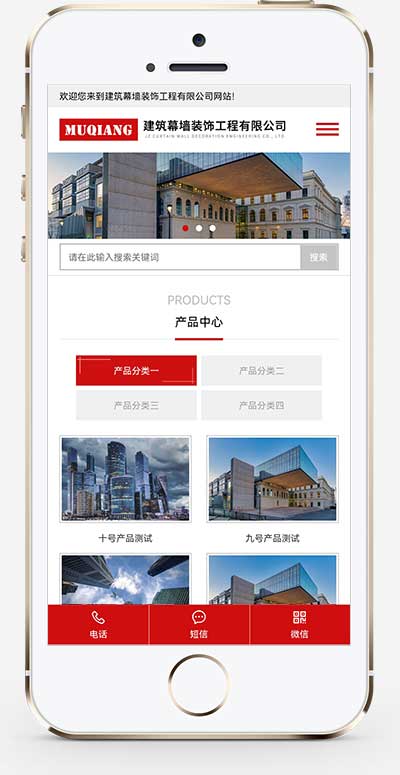 欢迎您来到建筑幕墙装饰工程有限公司网站!
MUQIANG
建筑幕墙装饰工程有限公司
JZ CURTAIN WALL DECORATION ENGINEERING CO., LTD
请在此输入搜索关键词
搜索
PRODUCTS
产品中心
产品分类一
产品分类二
产品分类三
产品分类四
十号产品测试
九号产品测试
电话
短信
微信